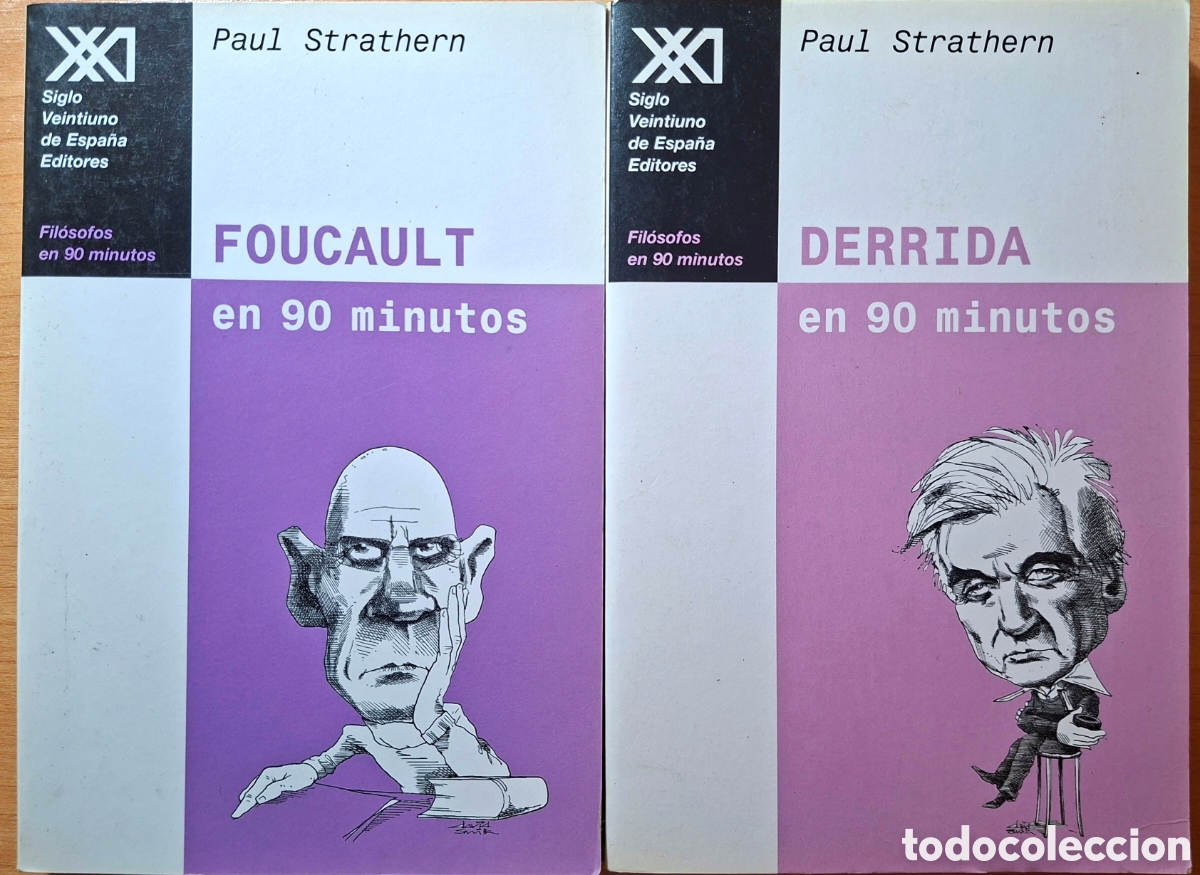 XXI
Siglo
Veintiuno
de España
Editores
Filósofos
en 90 minutos
Paul Strathern
FOUCAULT
en 90 minutos
XXI
Siglo
Veintiuno
de España
Editores
Filósofos
en 90 minutos
Paul Strathern
DERRIDA
en 90 minutos
todocoleccion